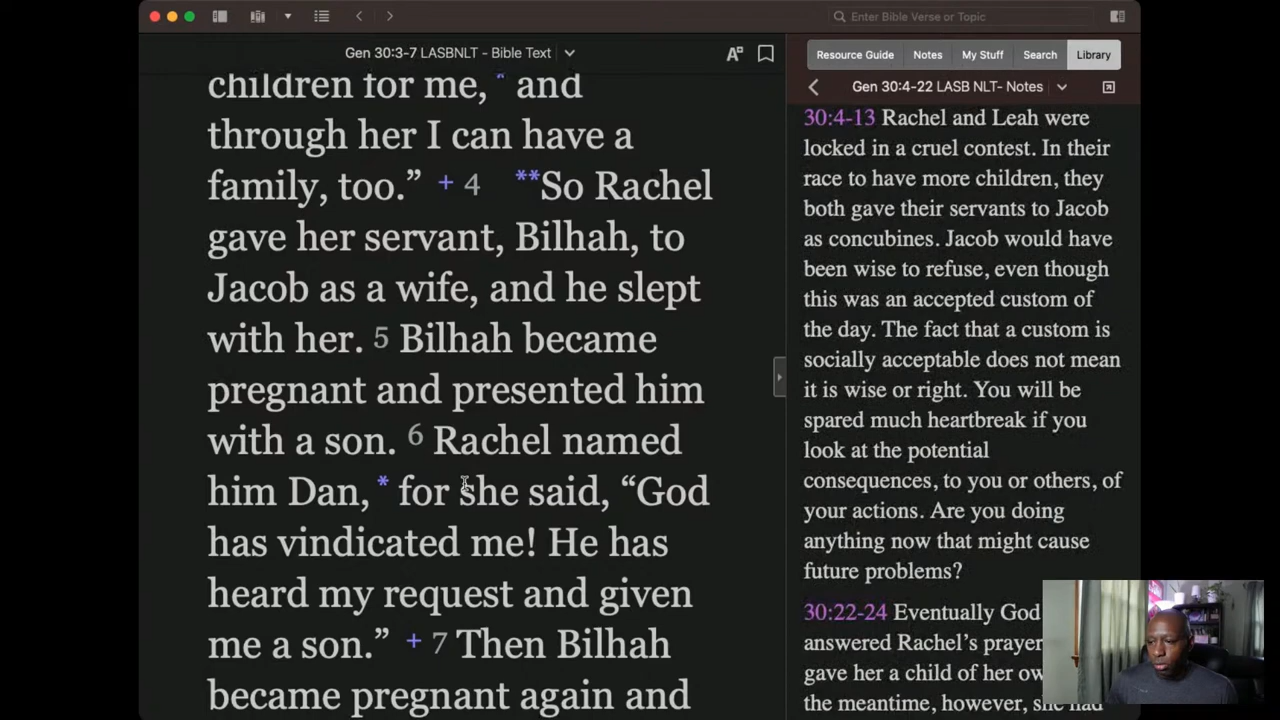 Enter Bible Verse or Topic
Gen 30:3-7 LASBNLT - Bible Text
children for me,* and
through her I can have a
family, too.” + 4 **So Rachel
gave her servant, Bilhah, to
Jacob as a wife, and he slept
with her. 5 Bilhah became
pregnant and presented him
with a son. 6 Rachel named
him Dan,* for she said, “God
has vindicated me! He has
heard my request and given
me a son.” + 7 Then Bilhah
became pregnant again and
Resource Guide Notes My Stuff Search Library
Gen 30:4-22 LASB NLT- Notes
30:4-13 Rachel and Leah were
locked in a cruel contest. In their
race to have more children, they
both gave their servants to Jacob
as concubines. Jacob would have
been wise to refuse, even though
this was an accepted custom of
the day. The fact that a custom is
socially acceptable does not mean
it is wise or right. You will be
spared much heartbreak if you
look at the potential
consequences, to you or others, of
your actions. Are you doing
anything now that might cause
future problems?
30:22-24 Eventually God
answered Rachel’s prayer
gave her a child of her ow
the meantime, however, she had